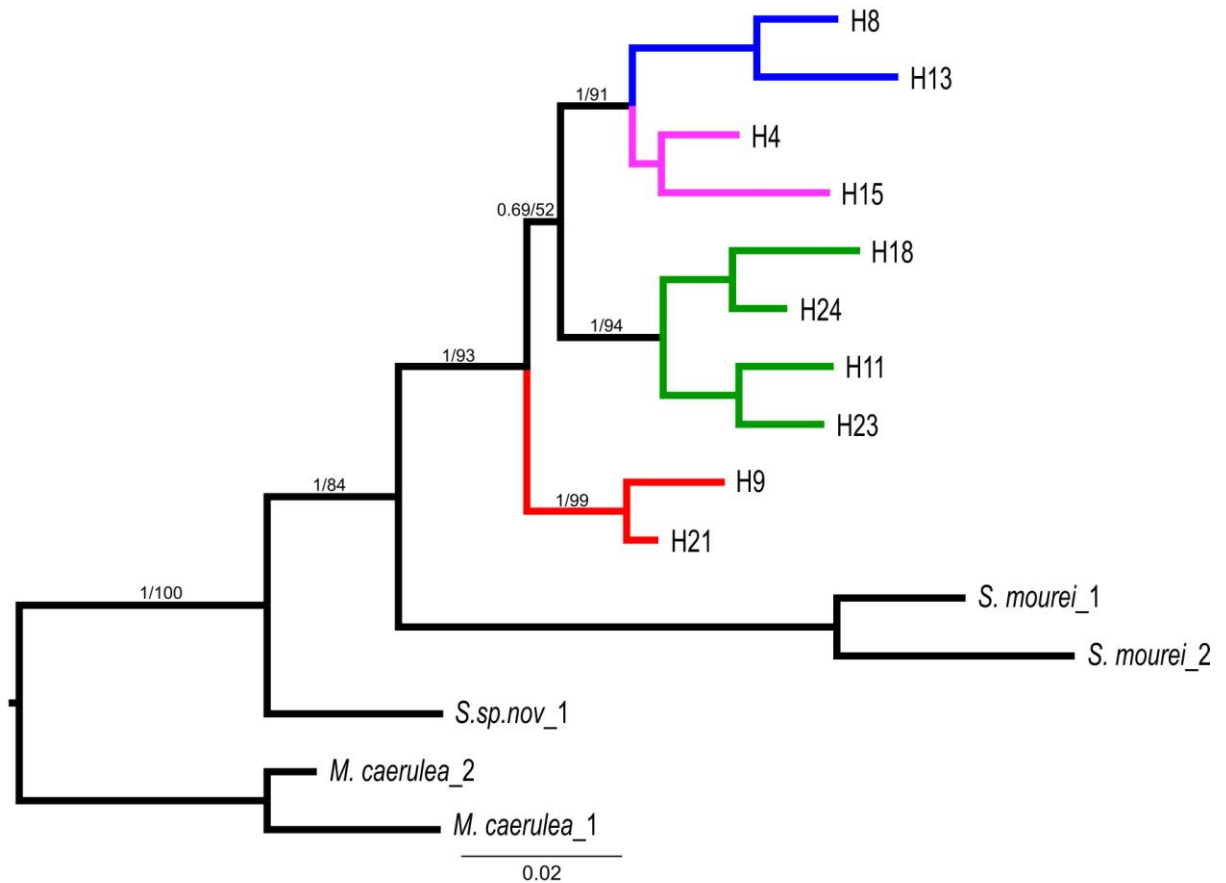 H8
H13
1/91
H4
H15
0.69/52
H18
H24
1/94
1/93
H11
H23
H9
1/84
1/99
H21
1/100
S. mourei_1
S. mourei_2
S.sp.nov_1
M. caerulea_2
M. caerulea_1
0.02